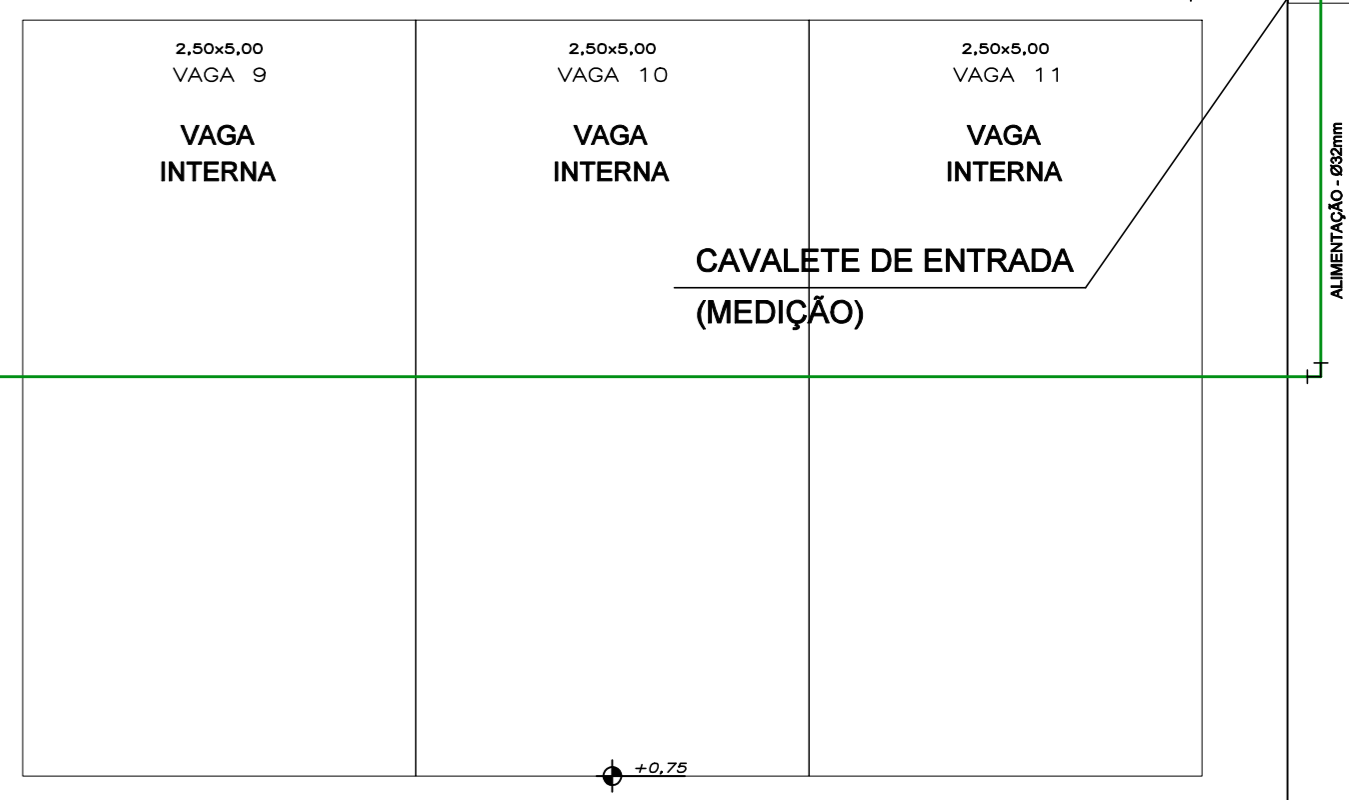 2,50x5,00
VAGA 9
VAGA
INTERNA
2,50x5,00
VAGA 10
VAGA
INTERNA
2,50x5,00
VAGA 11
VAGA
INTERNA
CAVALETE DE ENTRADA
(MEDIÇÃO)
ALIMENTAÇÃO - Ø32mm
+0,75